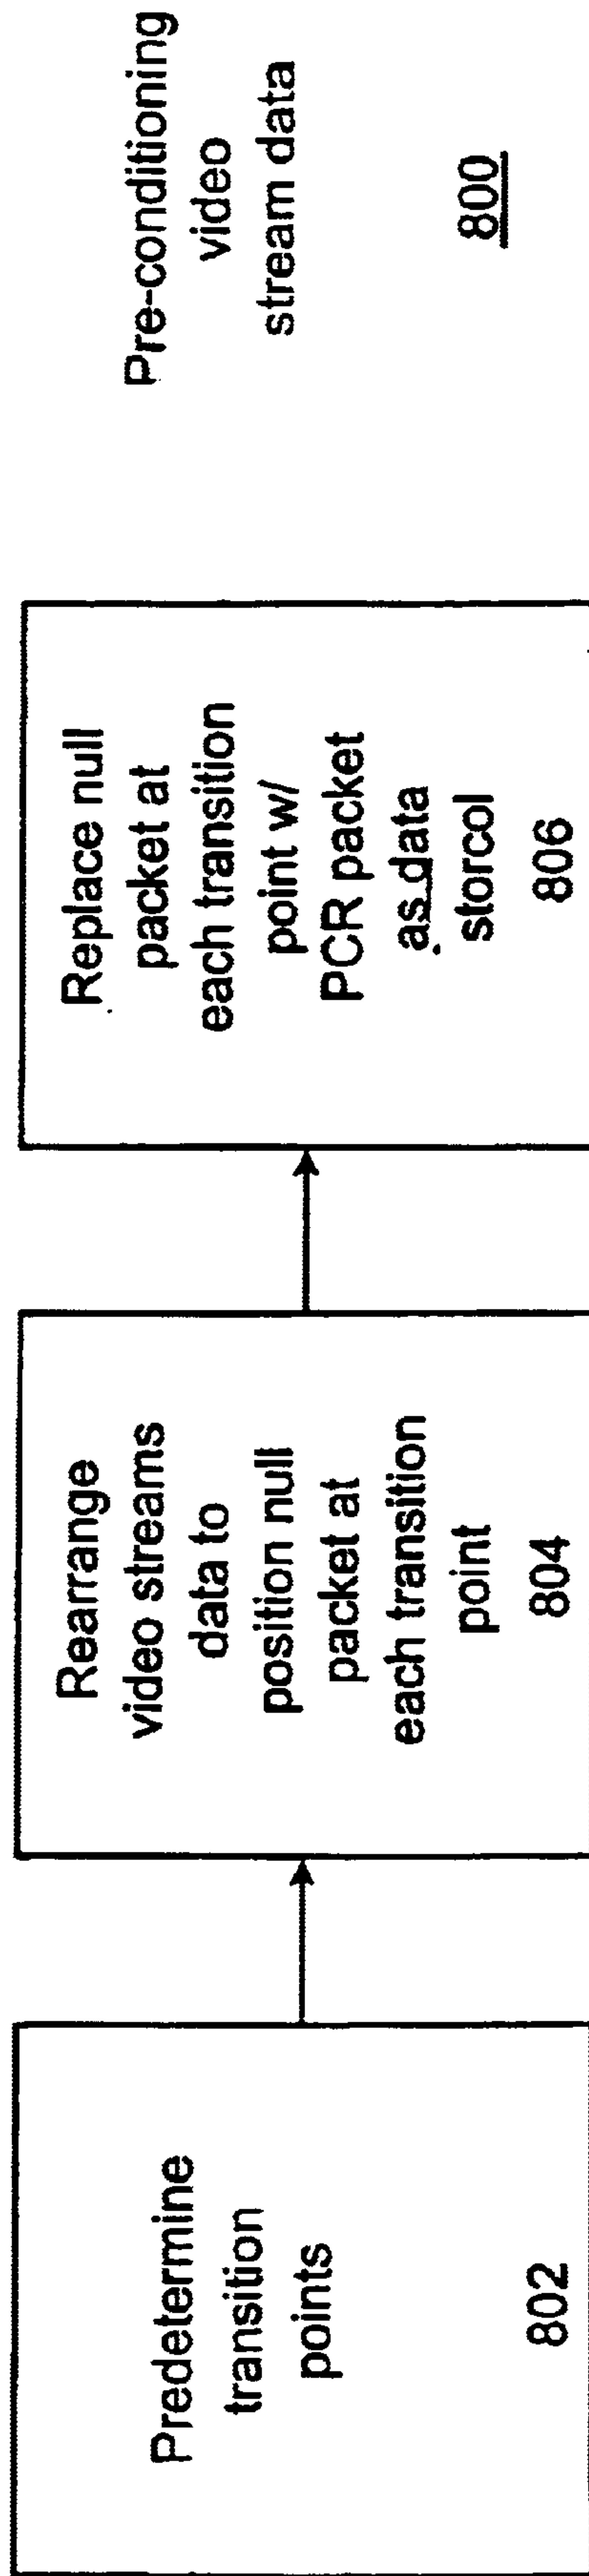 Predetermine
transition
points
802
Rearrange
video streams
data to
position null
packet at
each transition
point
804
Replace null
packet at
each transition
point w/
PCR packet
as data
storcol
806
Pre-conditioning
video
stream data
800